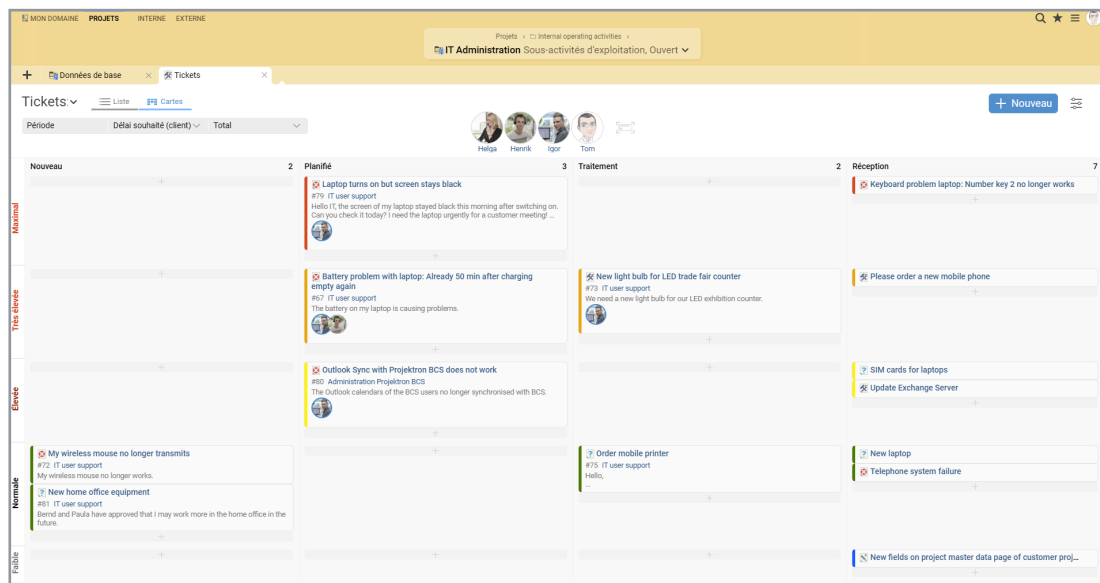 MON DOMAINE PROJETS INTERNE EXTERNE
Projets › Internal operating activities ›
IT Administration Sous-activités d'exploitation, Ouvert
+ Données de base × Tickets ×
Tickets: Liste Cartes
+ Nouveau
Période Délai souhaité (client) Total
Helga Henrik Igor Tom
Nouveau 2 Planifié 3 Traitement 2 Réception 7
Maximal
Laptop turns on but screen stays black
#79 IT user support
Hello IT, the screen of my laptop stayed black this morning after switching on.
Can you check it today? I need the laptop urgently for a customer meeting! ...
Keyboard problem laptop: Number key 2 no longer works
Très élevée
Battery problem with laptop: Already 50 min after charging
empty again
#67 IT user support
The battery on my laptop is causing problems.
New light bulb for LED trade fair counter
#73 IT user support
We need a new light bulb for our LED exhibition counter.
Please order a new mobile phone
Élevée
Outlook Sync with Projektron BCS does not work
#80 Administration Projektron BCS
The Outlook calendars of the BCS users no longer synchronised with BCS.
SIM cards for laptops
Update Exchange Server
Normale
My wireless mouse no longer transmits
#72 IT user support
My wireless mouse no longer works.
New home office equipment
#81 IT user support
Bernd and Paula have approved that I may work more in the home office in the
future.
Order mobile printer
#75 IT user support
Hello,
...
New laptop
Telephone system failure
Faible
New fields on project master data page of customer proj...